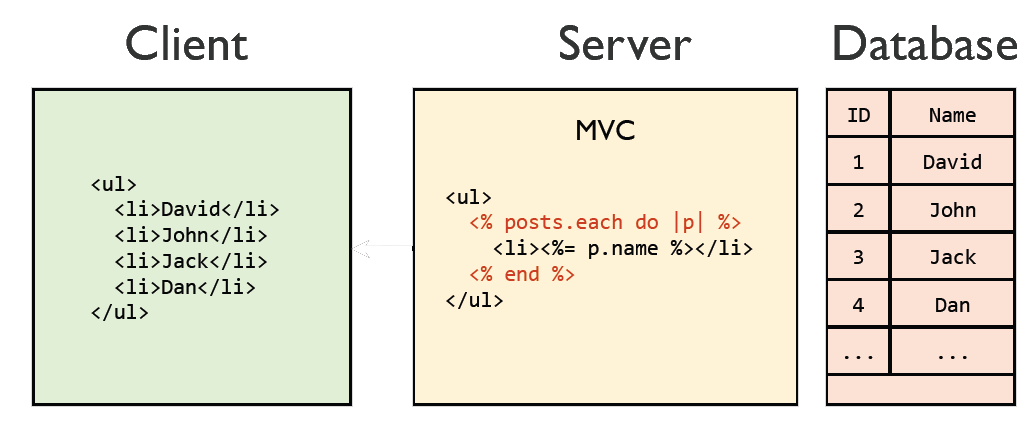 Client
<ul>
<li>David</li>
<li>John</li>
<li>Jack</li>
<li>Dan</li>
</ul>
Server
MVC
<ul>
<% posts.each do |p| %>
<li><%= p.name %></li>
<% end %>
</ul>
Database
ID Name
1 David
2 John
3 Jack
4 Dan
... ...